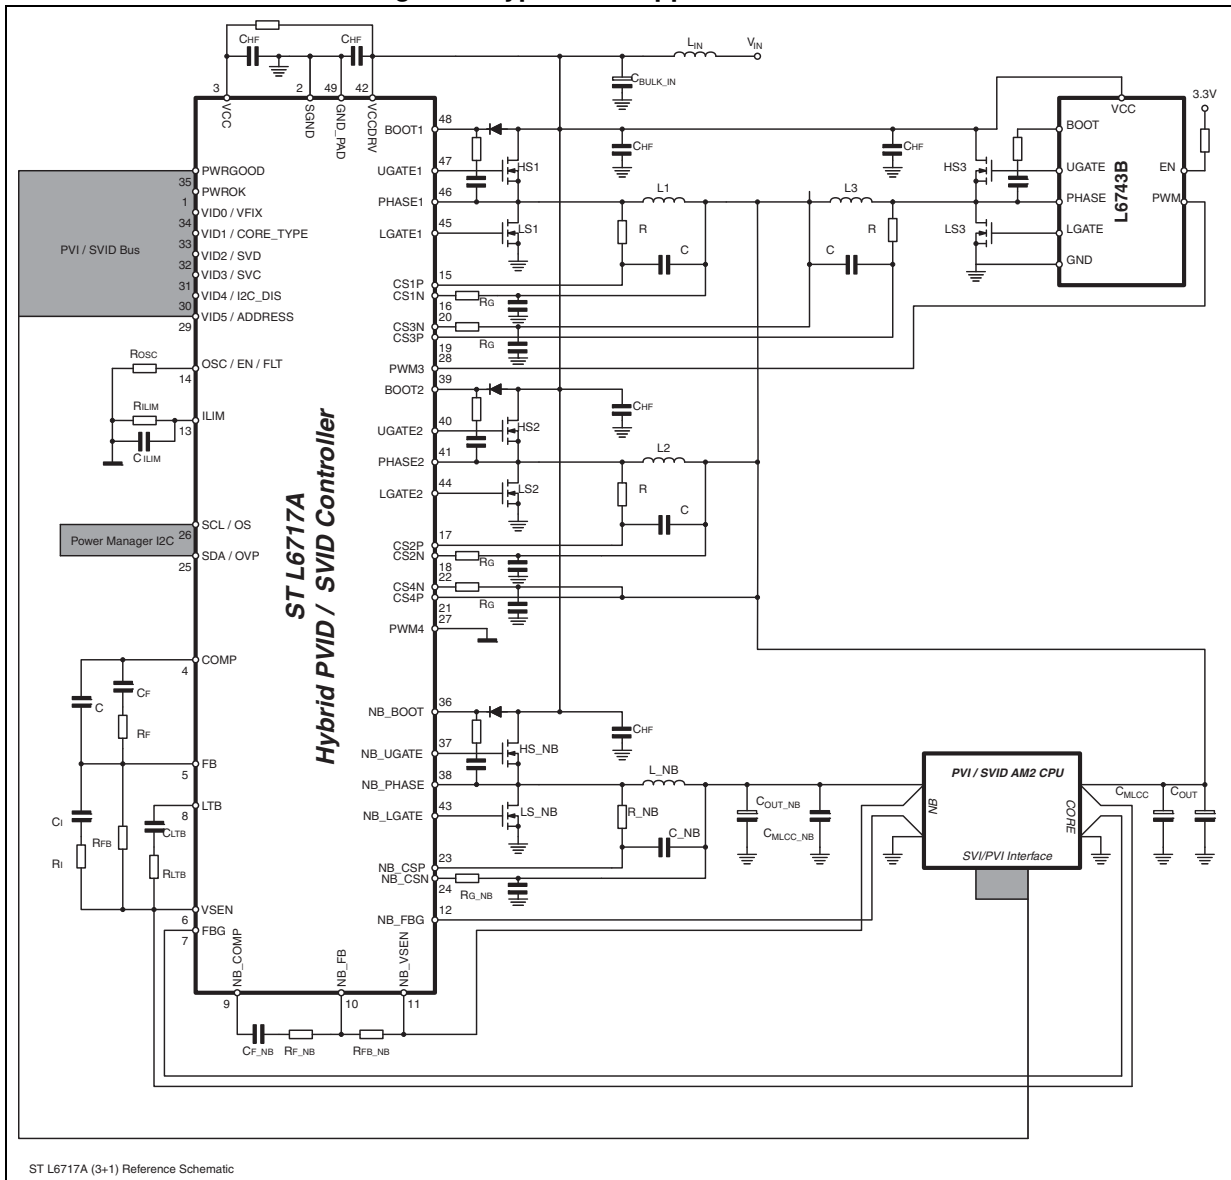 CHF
CHF
LIN
VIN
CBULK_IN
3
2
49
42
VCC
SGND
GND_PAD
VCCDRV
3.3V
VCC
BOOT
UGATE
PHASE
LGATE
GND
EN
PWM
L6743B
HS3
LS3
CHF
CHF
BOOT1
48
UGATE1
47
PHASE1
46
LGATE1
45
HS1
LS1
L1
R
C
L3
R
C
PWRGOOD
35
PWROK
1
VID0 / VFIX
34
VID1 / CORE_TYPE
33
VID2 / SVD
32
VID3 / SVC
31
VID4 / I2C_DIS
30
VID5 / ADDRESS
29
PVI / SVID Bus
CS1P
15
CS1N
16
RG
CS3N
20
CS3P
19
RG
PWM3
28
ROSC
OSC / EN / FLT
14
RILIM
ILIM
13
CILIM
BOOT2
39
UGATE2
40
PHASE2
41
LGATE2
44
HS2
LS2
CHF
L2
R
C
ST L6717A
Hybrid PVID / SVID Controller
SCL / OS
26
SDA / OVP
25
Power Manager I2C
CS2P
17
CS2N
18
RG
CS4N
22
CS4P
21
RG
PWM4
27
COMP
4
CF
C
RF
FB
5
LTB
8
CI
RFB
CLTB
RI
RLTB
VSEN
6
FBG
7
NB_BOOT
36
NB_UGATE
37
NB_PHASE
38
NB_LGATE
43
HS_NB
LS_NB
CHF
L_NB
R_NB
C_NB
COUT_NB
CMLCC_NB
NB_CSP
23
NB_CSN
24
RG_NB
NB_FBG
12
PVI / SVID AM2 CPU
NB
CORE
SVI/PVI Interface
CMLCC
COUT
NB_COMP
NB_FB
NB_VSEN
9
10
11
CF_NB
RF_NB
RFB_NB
ST L6717A (3+1) Reference Schematic